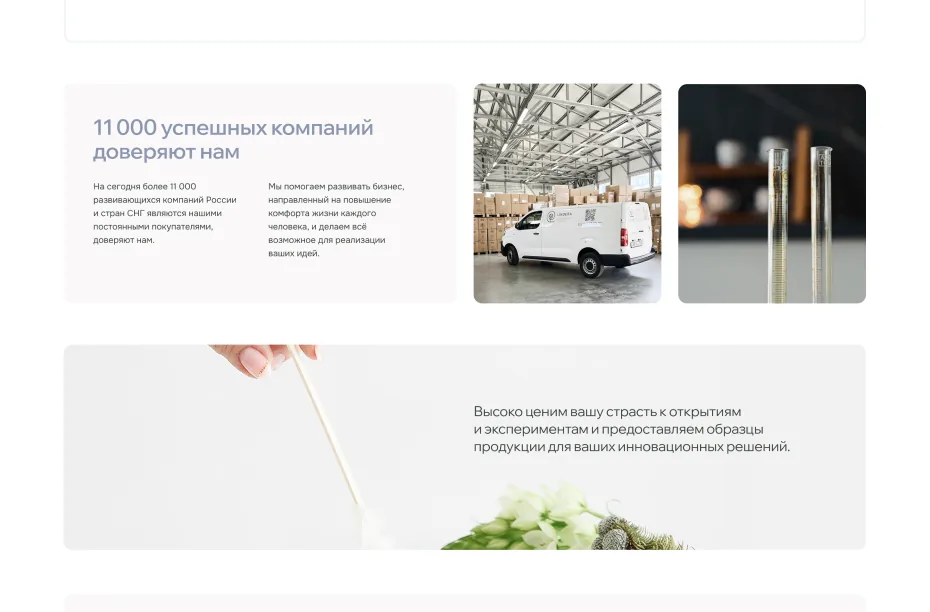 11 000 успешных компаний
доверяют нам
На сегодня более 11 000
развивающихся компаний России
и стран СНГ являются нашими
постоянными покупателями,
доверяют нам.
Мы помогаем развивать бизнес,
направленный на повышение
комфорта жизни каждого
человека, и делаем всё
возможное для реализации
ваших идей.
Высоко ценим вашу страсть к открытиям
и экспериментам и предоставляем образцы
продукции для ваших инновационных решений.